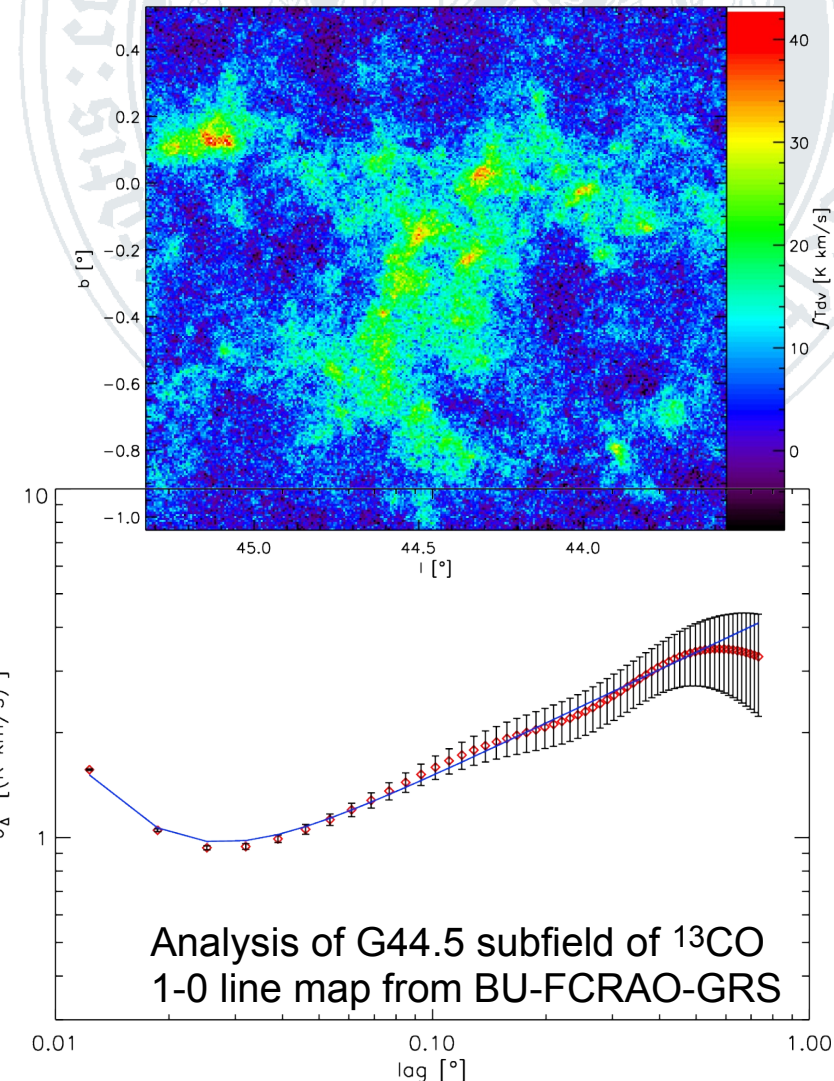 0.4
0.2
0.0
−0.2
−0.4
−0.6
−0.8
−1.0
b [°]
45.0 44.5 44.0
l [°]
40
30
20
10
0
∫Tdv [K km/s]
10
1
0.01 0.10 1.00
lag [°]
Analysis of G44.5 subfield of ¹³CO
1-0 line map from BU-FCRAO-GRS